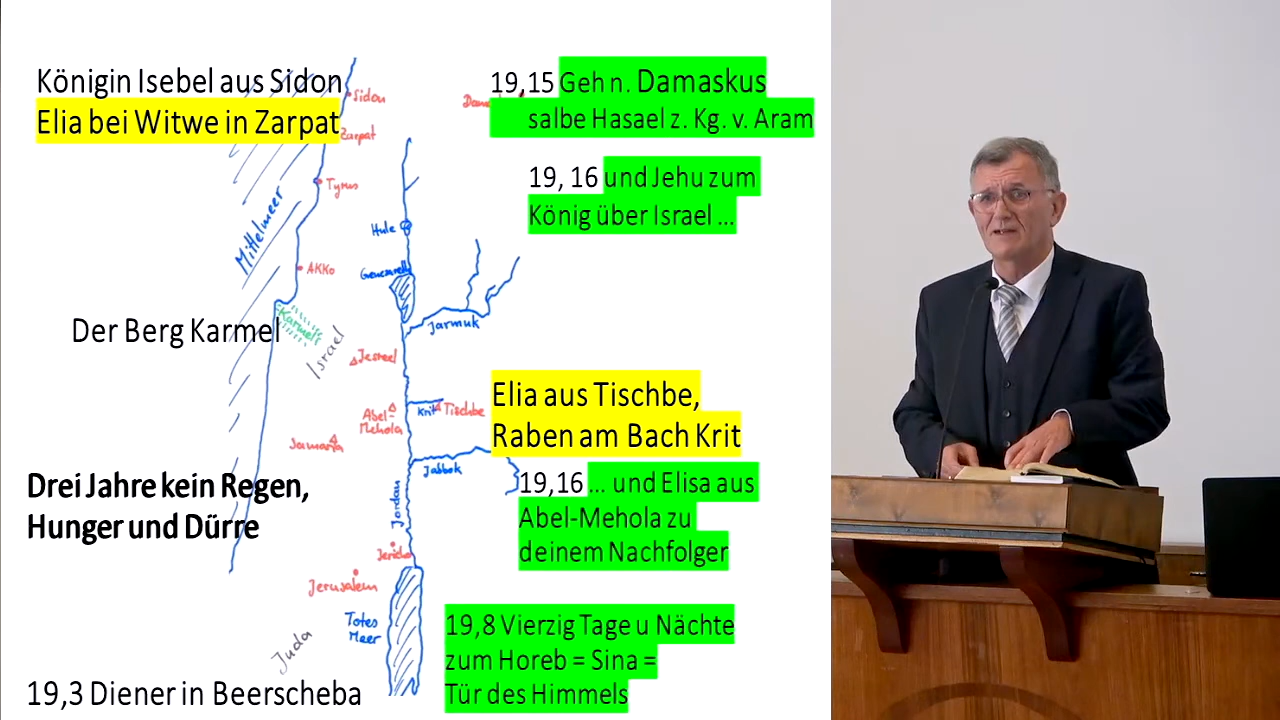 Königin Isebel aus Sidon
Elia bei Witwe in Zarpat
Sidon
Zarpat
Tyrus
Mittelmeer
AKKo
Karmel
Der Berg Karmel
Israel
Hule
Jarmuk
Jesreel
Abel-
Mehola
Krit
Tischbe
Samaria
Jabbok
Jordan
Drei Jahre kein Regen,
Hunger und Dürre
Jericho
Jerusalem
Totes
Meer
Juda
19,3 Diener in Beerscheba
19,15 Geh n. Damaskus
salbe Hasael z. Kg. v. Aram
19, 16 und Jehu zum
König über Israel ...
Elia aus Tischbe,
Raben am Bach Krit
19,16 ... und Elisa aus
Abel-Mehola zu
deinem Nachfolger
19,8 Vierzig Tage u Nächte
zum Horeb = Sina =
Tür des Himmels